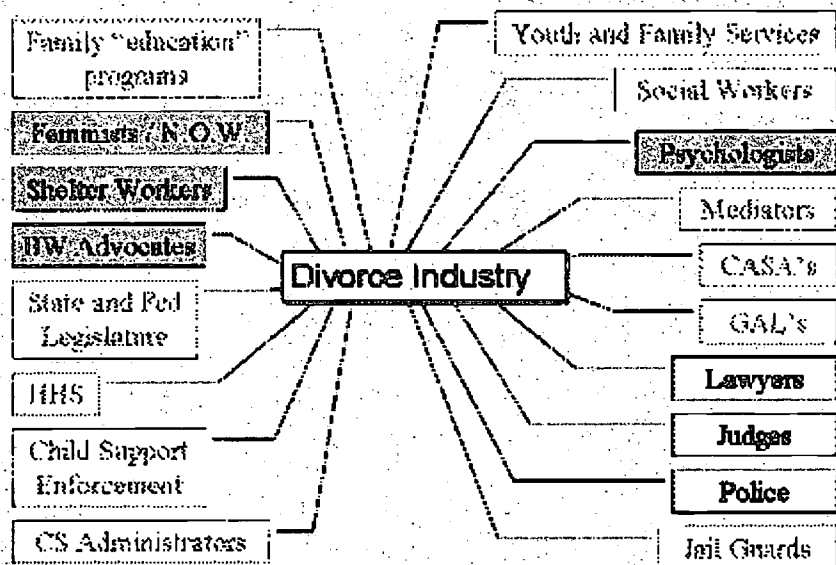 Family "education"
programs
Feminists / N O W
Shelter Workers
BW Advocates
State and Fed
Legislature
HHS
Child Support
Enforcement
CS Administrators
Divorce Industry
Youth and Family Services
Social Workers
Psychologists
Mediators
CASA's
GAL's
Lawyers
Judges
Police
Jail Guards